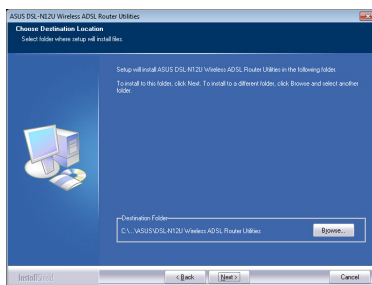 ASUS DSL-N12U Wireless ADSL Router Utilities
Choose Destination Location
Select folder where setup will install files.
Setup will install ASUS DSL-N12U Wireless ADSL Router Utilities in the following folder.
To install to this folder, click Next. To install to a different folder, click Browse and select another
folder.
Destination Folder
C:\...\ASUS\DSL-N12U Wireless ADSL Router Utilities
Browse...
InstallShield
< Back
Next >
Cancel